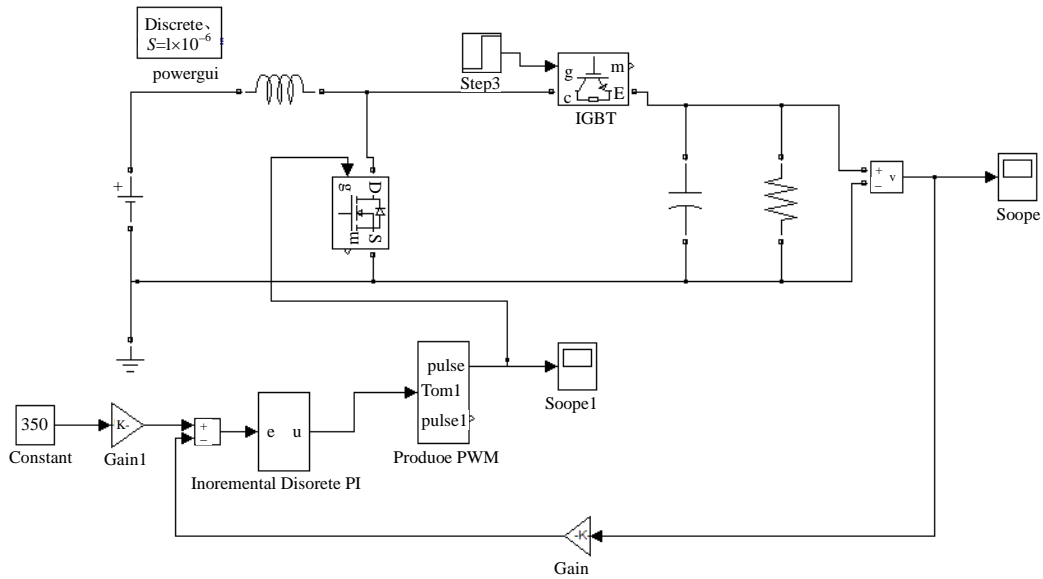 Discrete、
S=l×10⁻⁶
powergui
Step3
g
m
c
E
IGBT
+
D
g
S
m
+
−
v
Soope
pulse
Tom1
pulse1
Produoe PWM
Soope1
350
Constant
K-
Gain1
+
−
e
u
Inoremental Disorete PI
-K
Gain